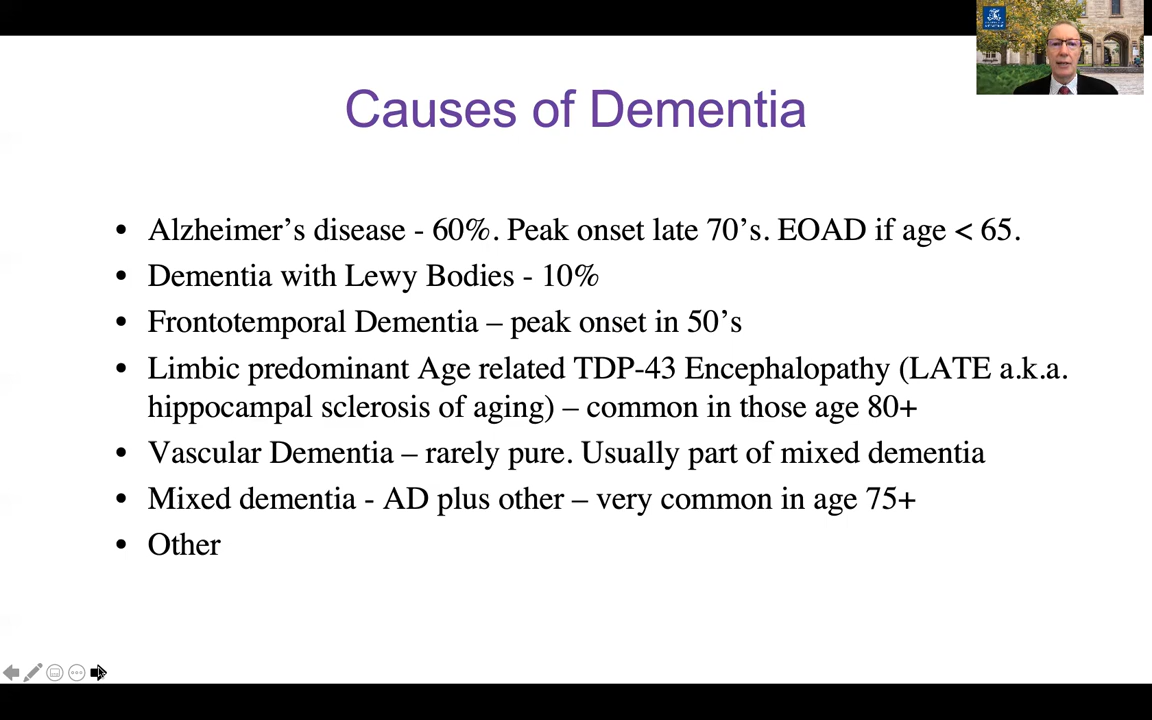 Causes of Dementia
• Alzheimer’s disease - 60%. Peak onset late 70’s. EOAD if age < 65.
• Dementia with Lewy Bodies - 10%
• Frontotemporal Dementia – peak onset in 50’s
• Limbic predominant Age related TDP-43 Encephalopathy (LATE a.k.a.
hippocampal sclerosis of aging) – common in those age 80+
• Vascular Dementia – rarely pure. Usually part of mixed dementia
• Mixed dementia - AD plus other – very common in age 75+
• Other